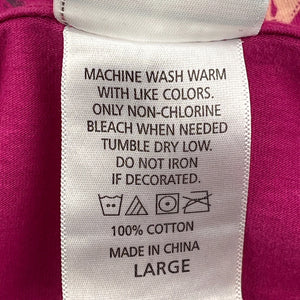 MACHINE WASH WARM
WITH LIKE COLORS.
ONLY NON-CHLORINE
BLEACH WHEN NEEDED
TUMBLE DRY LOW.
DO NOT IRON
IF DECORATED.
100% COTTON
MADE IN CHINA
LARGE